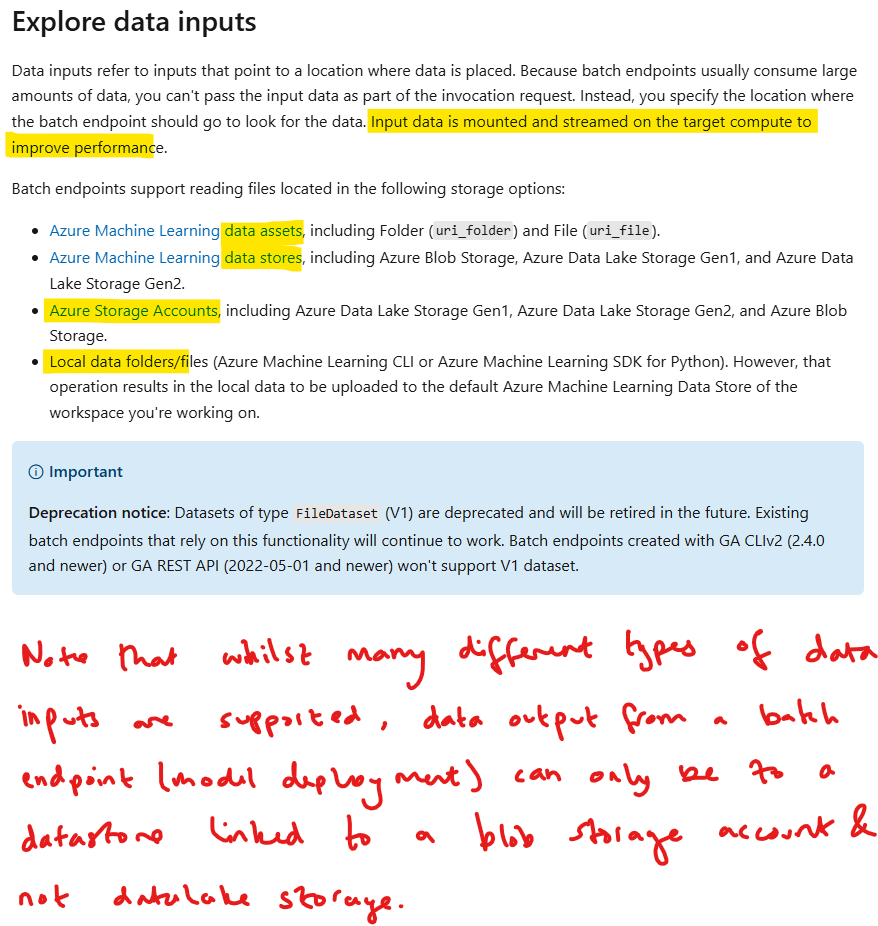 Explore data inputs
Data inputs refer to inputs that point to a location where data is placed. Because batch endpoints usually consume large
amounts of data, you can't pass the input data as part of the invocation request. Instead, you specify the location where
the batch endpoint should go to look for the data. Input data is mounted and streamed on the target compute to
improve performance.
Batch endpoints support reading files located in the following storage options:
• Azure Machine Learning data assets, including Folder (uri_folder) and File (uri_file).
• Azure Machine Learning data stores, including Azure Blob Storage, Azure Data Lake Storage Gen1, and Azure Data
Lake Storage Gen2.
• Azure Storage Accounts, including Azure Data Lake Storage Gen1, Azure Data Lake Storage Gen2, and Azure Blob
Storage.
• Local data folders/files (Azure Machine Learning CLI or Azure Machine Learning SDK for Python). However, that
operation results in the local data to be uploaded to the default Azure Machine Learning Data Store of the
workspace you're working on.
Important
Deprecation notice: Datasets of type FileDataset (V1) are deprecated and will be retired in the future. Existing
batch endpoints that rely on this functionality will continue to work. Batch endpoints created with GA CLIv2 (2.4.0
and newer) or GA REST API (2022-05-01 and newer) won't support V1 dataset.
Note that whilst many different types of data
inputs are supported, data output from a batch
endpoint (model deployment) can only be to a
datastore linked to a blob storage account &
not datalake storage.